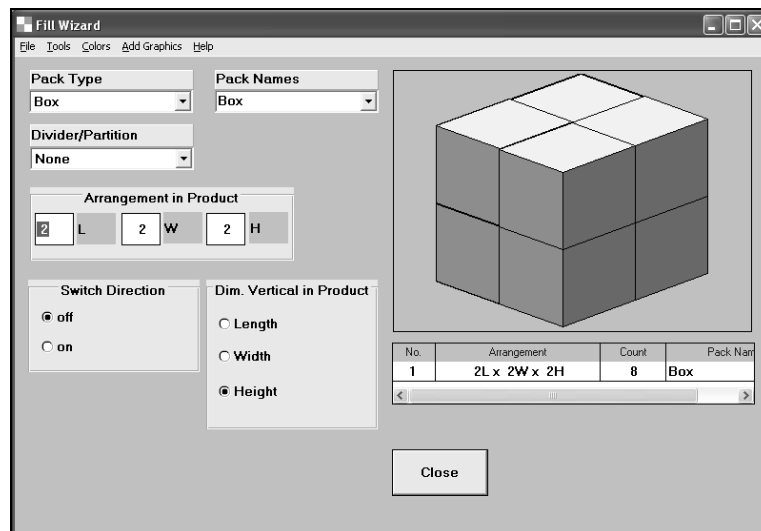 Fill Wizard
File Tools Colors Add Graphics Help
Pack Type
Box
Pack Names
Box
Divider/Partition
None
Arrangement in Product
2 L 2 W 2 H
Switch Direction
off
on
Dim. Vertical in Product
Length
Width
Height
No. Arrangement Count Pack Nam
1 2L x 2W x 2H 8 Box
Close